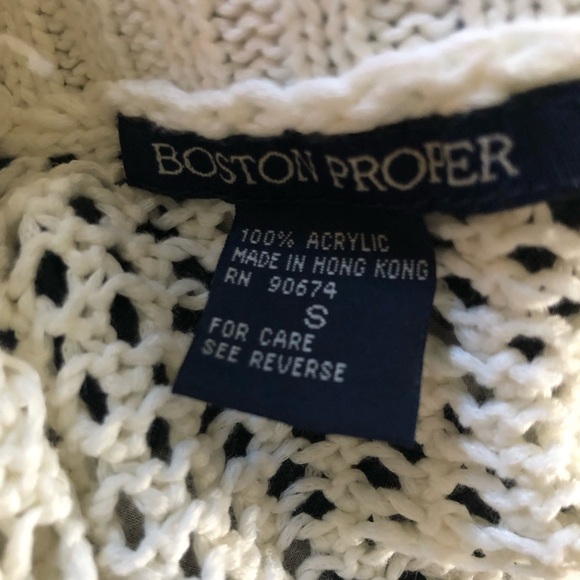 BOSTON PROPER
100% ACRYLIC
MADE IN HONG KONG
RN 90674
S
FOR CARE
SEE REVERSE